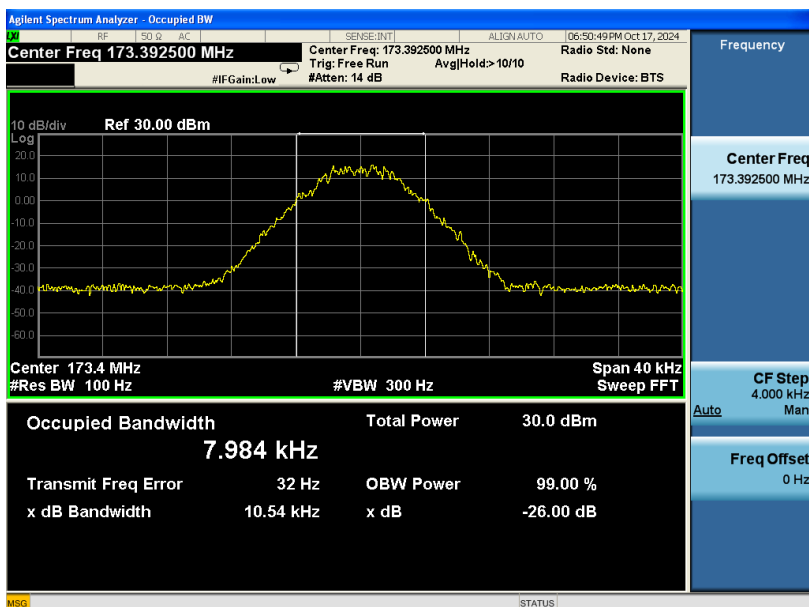 Agilent Spectrum Analyzer - Occupied BW
LXI RF 50 Ω AC SENSE:INT ALIGN AUTO 06:50:49 PM Oct 17, 2024
Center Freq 173.392500 MHz
Center Freq: 173.392500 MHz Radio Std: None
Trig: Free Run Avg|Hold:> 10/10
#IFGain:Low #Atten: 14 dB Radio Device: BTS
Frequency
10 dB/div Ref 30.00 dBm
Log
20.0
10.0
0.00
-10.0
-20.0
-30.0
-40.0
-50.0
-60.0
Center 173.4 MHz Span 40 kHz
#Res BW 100 Hz #VBW 300 Hz Sweep FFT
Center Freq
173.392500 MHz
CF Step
4.000 kHz
Auto Man
Freq Offset
0 Hz
Occupied Bandwidth Total Power 30.0 dBm
7.984 kHz
Transmit Freq Error 32 Hz OBW Power 99.00 %
x dB Bandwidth 10.54 kHz x dB -26.00 dB
MSG STATUS